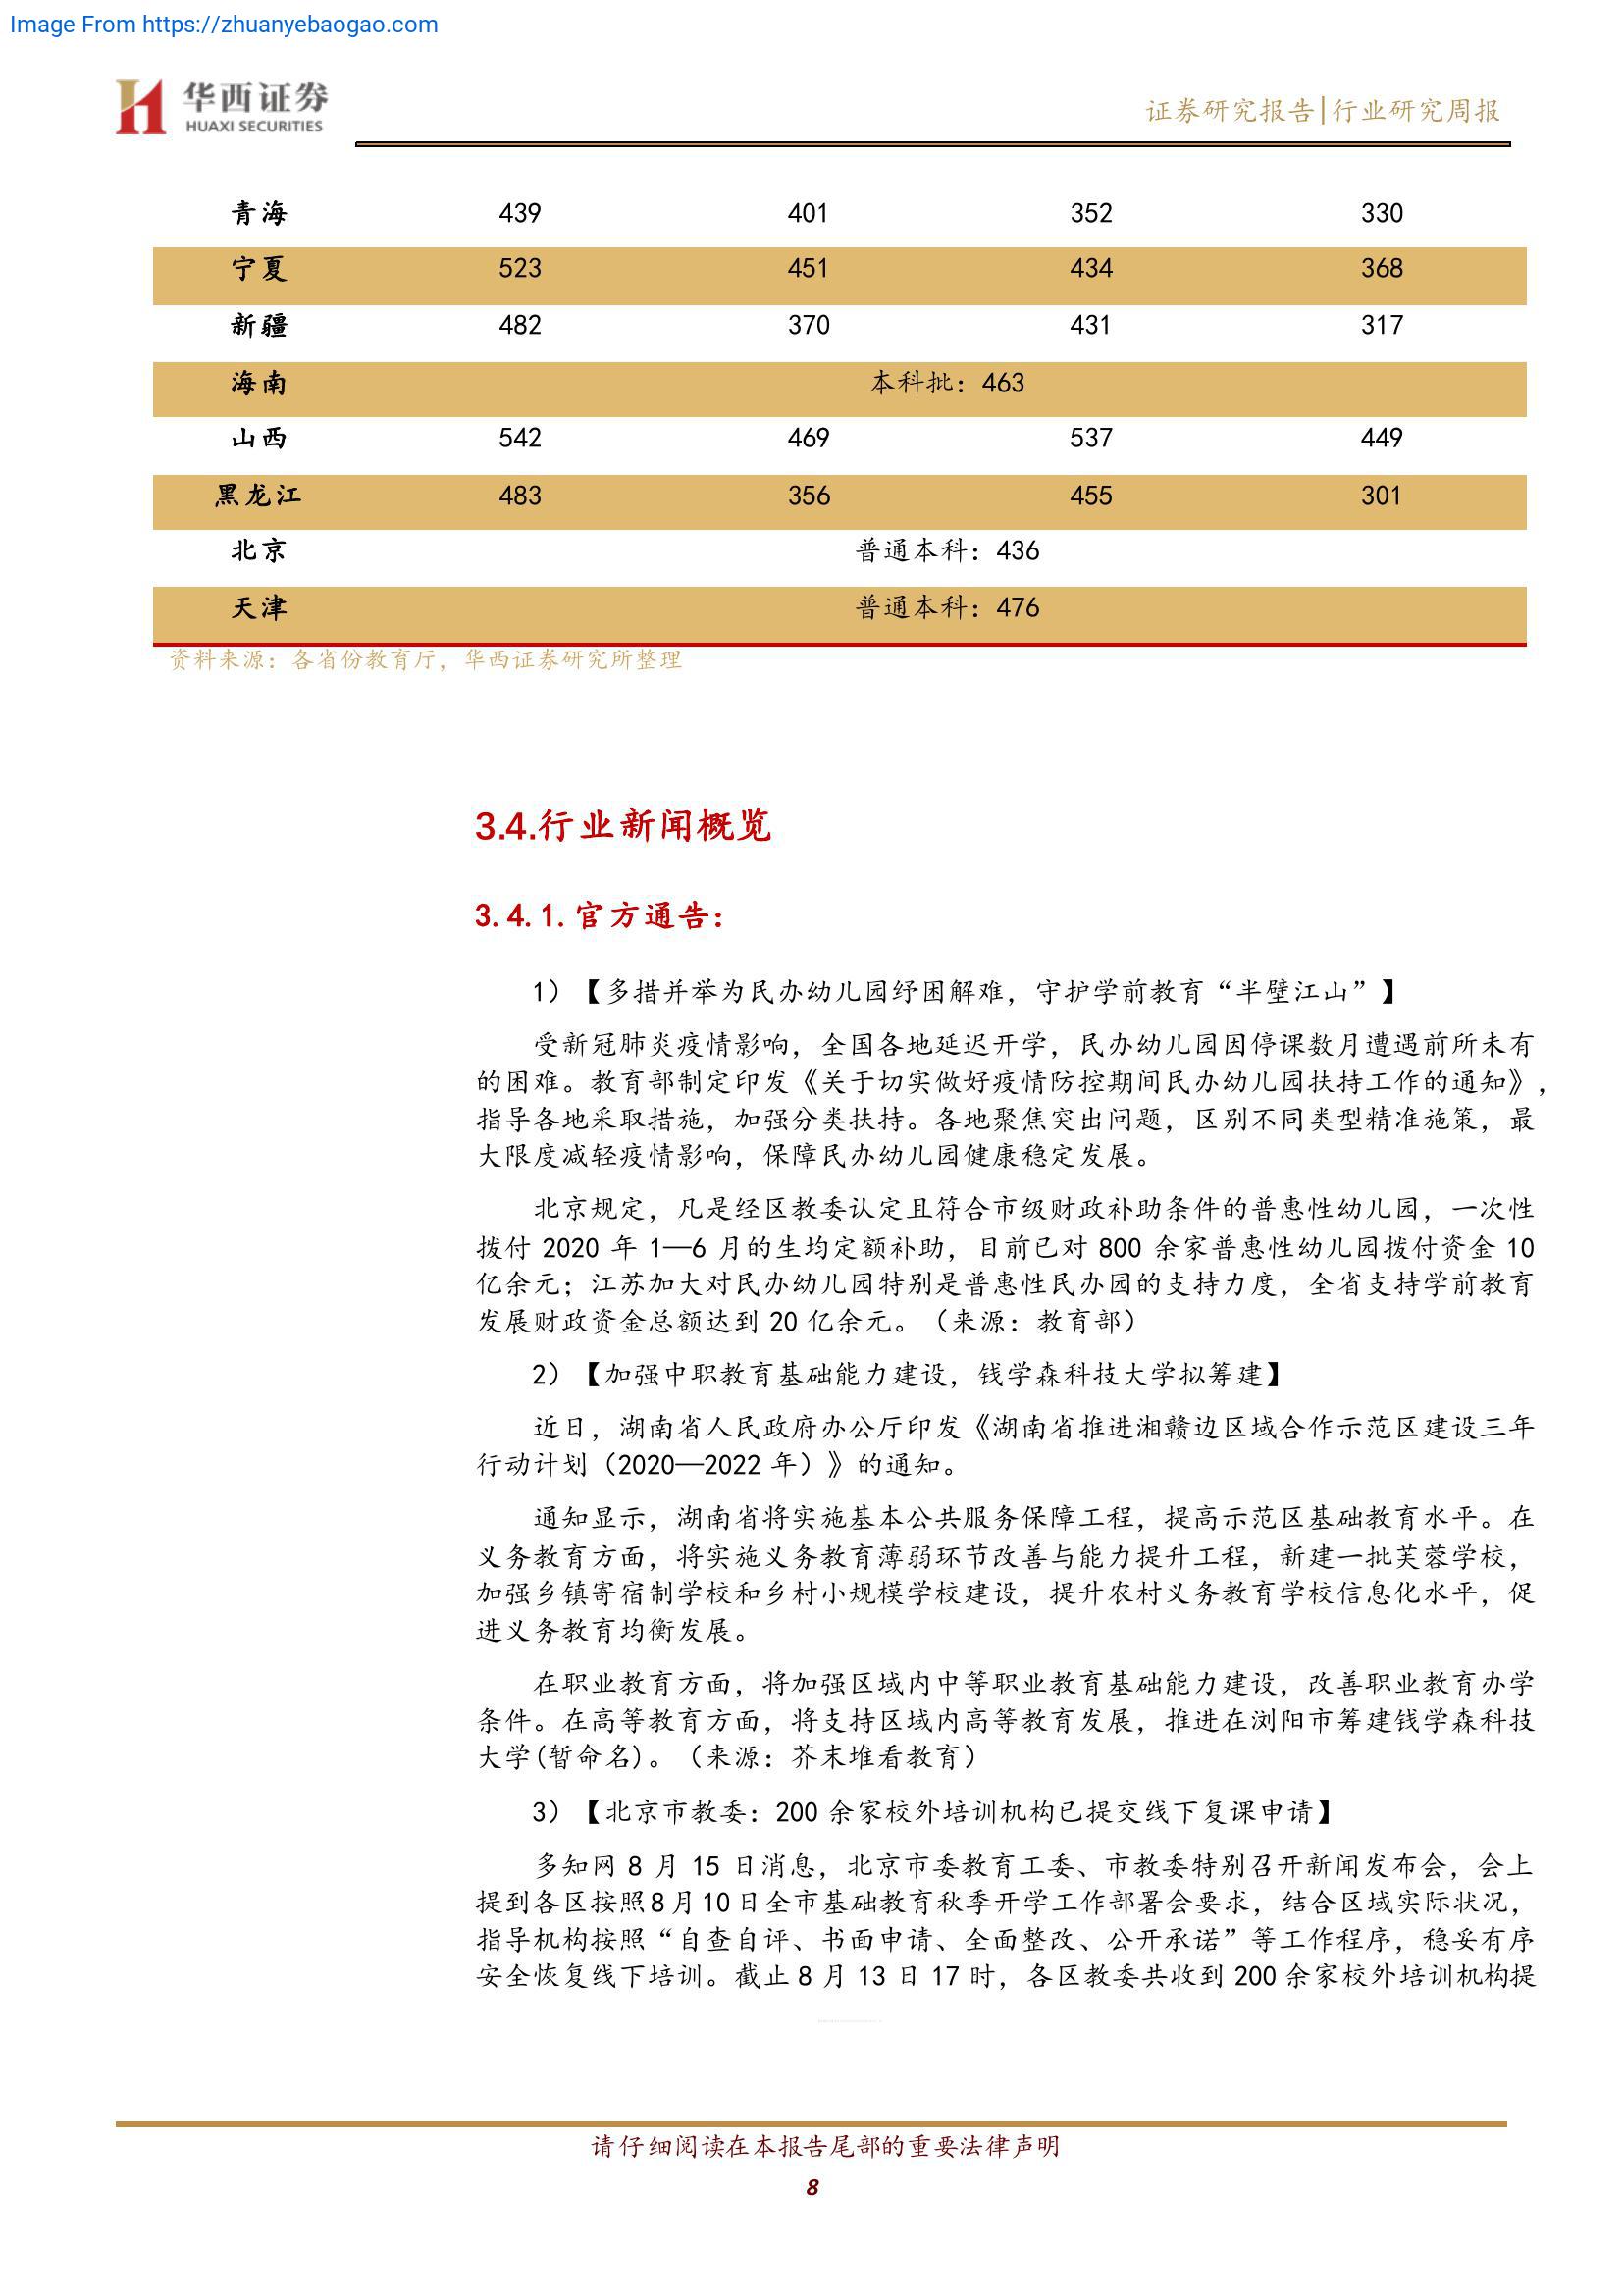 Image From https://zhuanyebaogao.com
华西证券
HUAXI SECURITIES
证券研究报告|行业研究周报
青海 439 401 352 330
宁夏 523 451 434 368
新疆 482 370 431 317
海南 本科批：463
山西 542 469 537 449
黑龙江 483 356 455 301
北京 普通本科：436
天津 普通本科：476
资料来源：各省份教育厅，华西证券研究所整理
3.4.行业新闻概览
3.4.1.官方通告：
1）【多措并举为民办幼儿园纾困解难，守护学前教育“半壁江山”】
受新冠肺炎疫情影响，全国各地延迟开学，民办幼儿园因停课数月遭遇前所未有
的困难。教育部制定印发《关于切实做好疫情防控期间民办幼儿园扶持工作的通知》，
指导各地采取措施，加强分类扶持。各地聚焦突出问题，区别不同类型精准施策，最
大限度减轻疫情影响，保障民办幼儿园健康稳定发展。
北京规定，凡是经区教委认定且符合市级财政补助条件的普惠性幼儿园，一次性
拨付 2020 年 1—6 月的生均定额补助，目前已对 800 余家普惠性幼儿园拨付资金 10
亿余元；江苏加大对民办幼儿园特别是普惠性民办园的支持力度，全省支持学前教育
发展财政资金总额达到 20 亿余元。（来源：教育部）
2）【加强中职教育基础能力建设，钱学森科技大学拟筹建】
近日，湖南省人民政府办公厅印发《湖南省推进湘赣边区域合作示范区建设三年
行动计划（2020—2022 年）》的通知。
通知显示，湖南省将实施基本公共服务保障工程，提高示范区基础教育水平。在
义务教育方面，将实施义务教育薄弱环节改善与能力提升工程，新建一批芙蓉学校，
加强乡镇寄宿制学校和乡村小规模学校建设，提升农村义务教育学校信息化水平，促
进义务教育均衡发展。
在职业教育方面，将加强区域内中等职业教育基础能力建设，改善职业教育办学
条件。在高等教育方面，将支持区域内高等教育发展，推进在浏阳市筹建钱学森科技
大学(暂命名)。（来源：芥末堆看教育）
3）【北京市教委：200 余家校外培训机构已提交线下复课申请】
多知网 8 月 15 日消息，北京市委教育工委、市教委特别召开新闻发布会，会上
提到各区按照8月10日全市基础教育秋季开学工作部署会要求，结合区域实际状况，
指导机构按照“自查自评、书面申请、全面整改、公开承诺”等工作程序，稳妥有序
安全恢复线下培训。截止 8 月 13 日 17 时，各区教委共收到 200 余家校外培训机构提
请仔细阅读在本报告尾部的重要法律声明
8